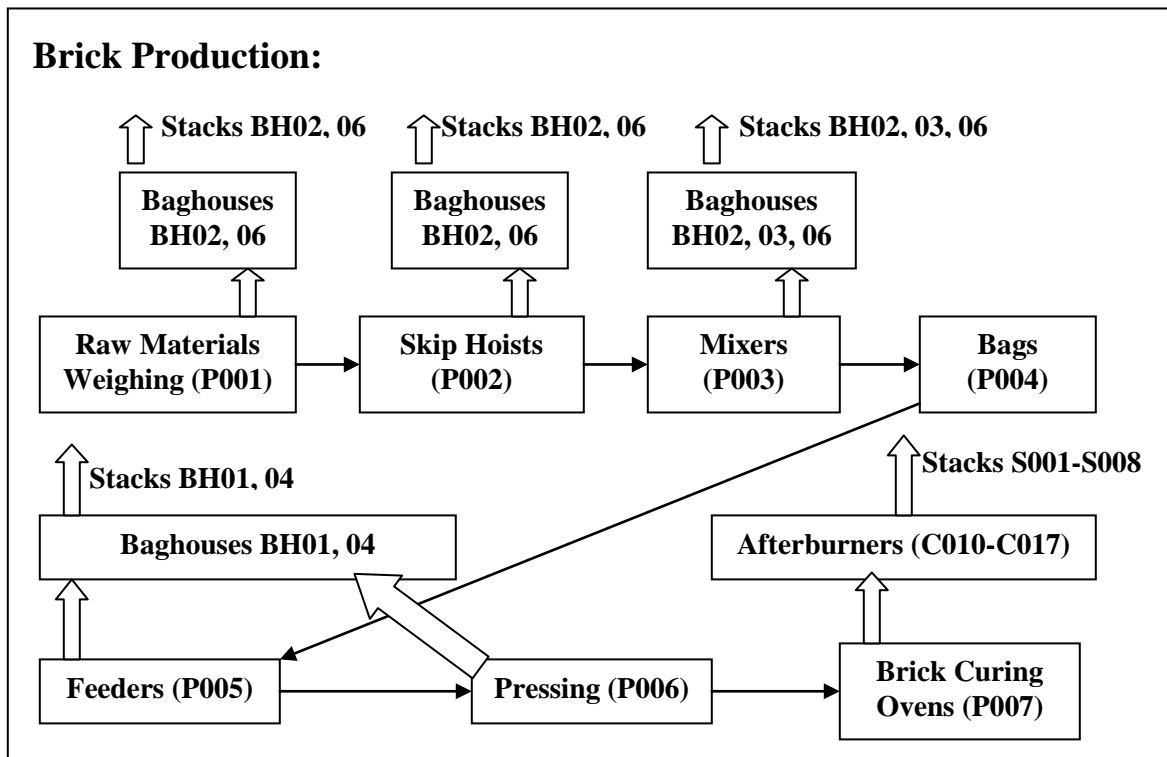 Brick Production:
Stacks BH02, 06
Stacks BH02, 06
Stacks BH02, 03, 06
Baghouses
BH02, 06
Baghouses
BH02, 06
Baghouses
BH02, 03, 06
Raw Materials
Weighing (P001)
Skip Hoists
(P002)
Mixers
(P003)
Bags
(P004)
Stacks BH01, 04
Stacks S001-S008
Baghouses BH01, 04
Afterburners (C010-C017)
Feeders (P005)
Pressing (P006)
Brick Curing
Ovens (P007)